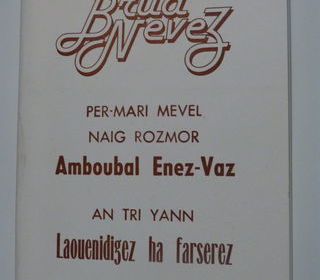 Brud
Nevez
PER-MARI MEVEL
NAIG ROZMOR
Amboubal Enez-Vaz
AN TRI YANN
Laouenidigez ha farserez